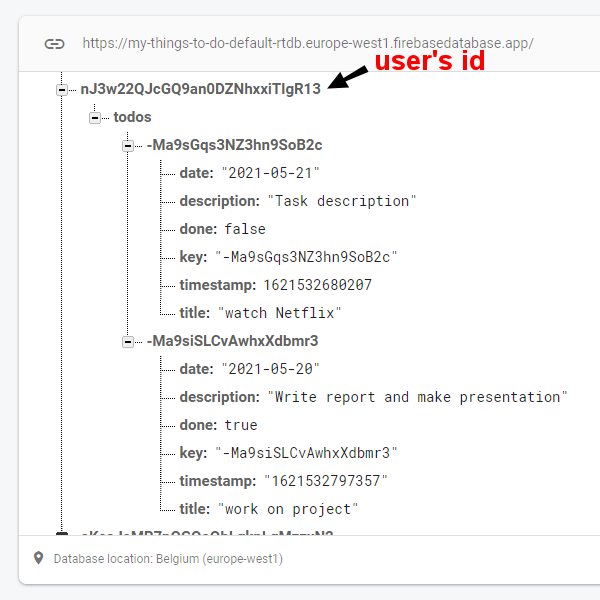 https://my-things-to-do-default-rtdb.europe-west1.firebasedatabase.app/
user's id
nJ3w22QJcGQ9an0DZNhxxiTIgR13
todos
-Ma9sGqs3NZ3hn9SoB2c
date: "2021-05-21"
description: "Task description"
done: false
key: "-Ma9sGqs3NZ3hn9SoB2c"
timestamp: 1621532680207
title: "watch Netflix"
-Ma9siSLCvAwhxXdbmr3
date: "2021-05-20"
description: "Write report and make presentation"
done: true
key: "-Ma9siSLCvAwhxXdbmr3"
timestamp: "1621532797357"
title: "work on project"
Database location: Belgium (europe-west1)